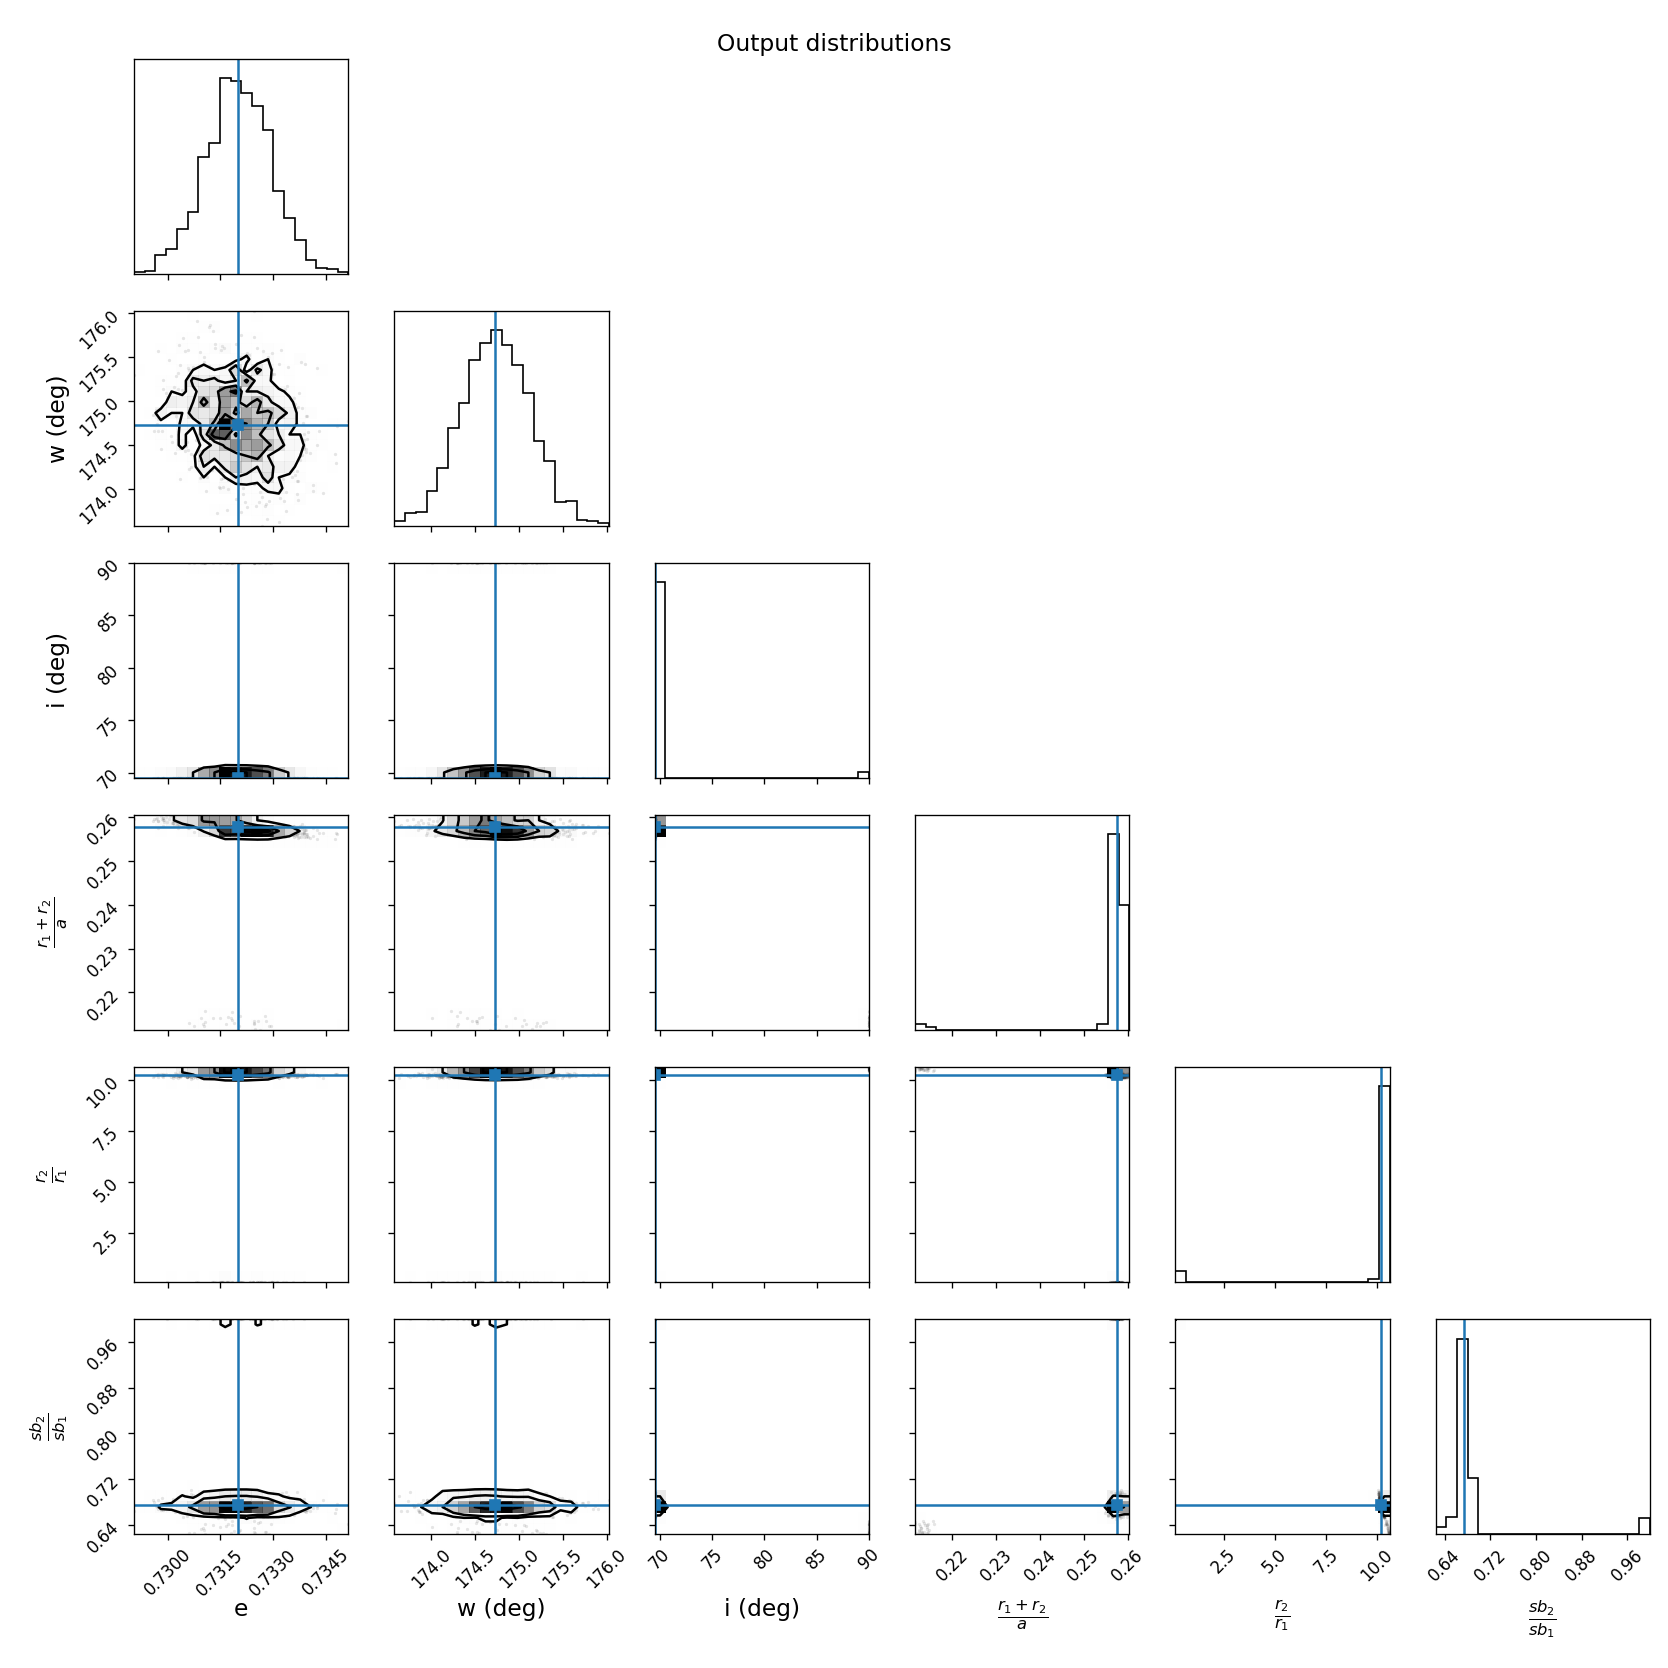 Output distributions
176.0
175.5
175.0
174.5
174.0
w (deg)
90
85
80
75
70
i (deg)
0.26
0.25
0.24
0.23
0.22
r₁ + r₂
a
10.0
7.5
5.0
2.5
r₂
r₁
0.96
0.88
0.80
0.72
0.64
sb₂
sb₁
0.7300 0.7315 0.7330 0.7345
174.0 174.5 175.0 175.5 176.0
70 75 80 85 90
0.22 0.23 0.24 0.25 0.26
2.5 5.0 7.5 10.0
0.64 0.72 0.80 0.88 0.96
e
w (deg)
i (deg)
r₁ + r₂
a
r₂
r₁
sb₂
sb₁